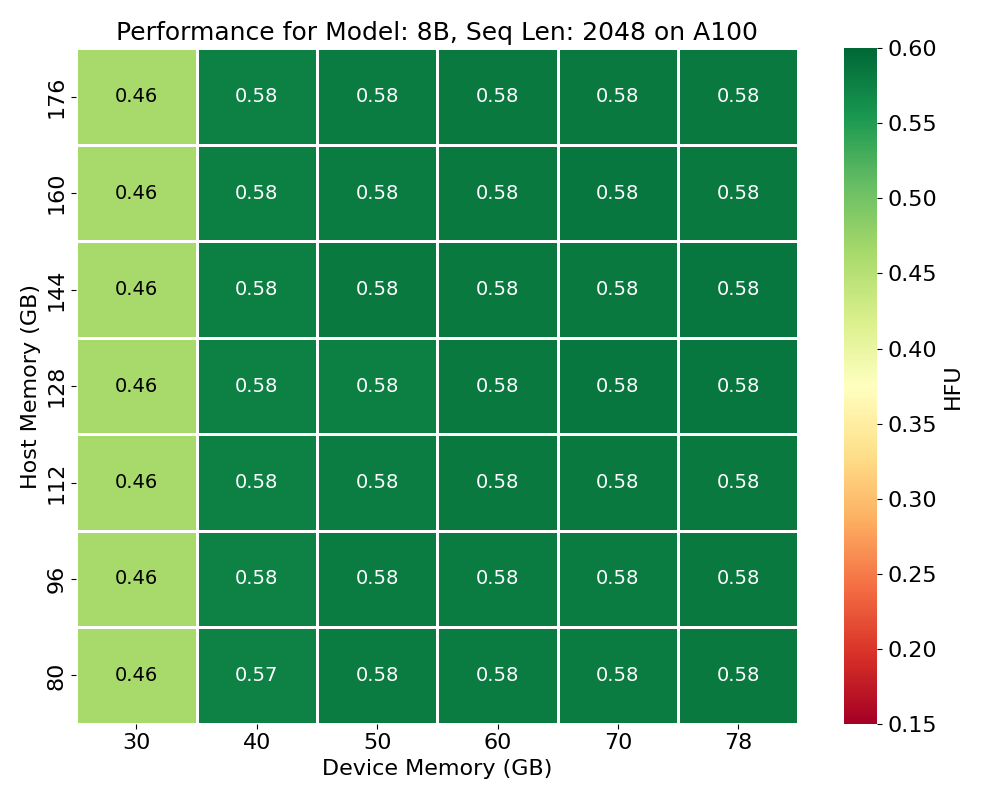 Performance for Model: 8B, Seq Len: 2048 on A100
Host Memory (GB)
176 0.46 0.58 0.58 0.58 0.58 0.58
160 0.46 0.58 0.58 0.58 0.58 0.58
144 0.46 0.58 0.58 0.58 0.58 0.58
128 0.46 0.58 0.58 0.58 0.58 0.58
112 0.46 0.58 0.58 0.58 0.58 0.58
96 0.46 0.58 0.58 0.58 0.58 0.58
80 0.46 0.57 0.58 0.58 0.58 0.58
30 40 50 60 70 78
Device Memory (GB)
0.60
0.55
0.50
0.45
0.40
0.35
0.30
0.25
0.20
0.15
HFU